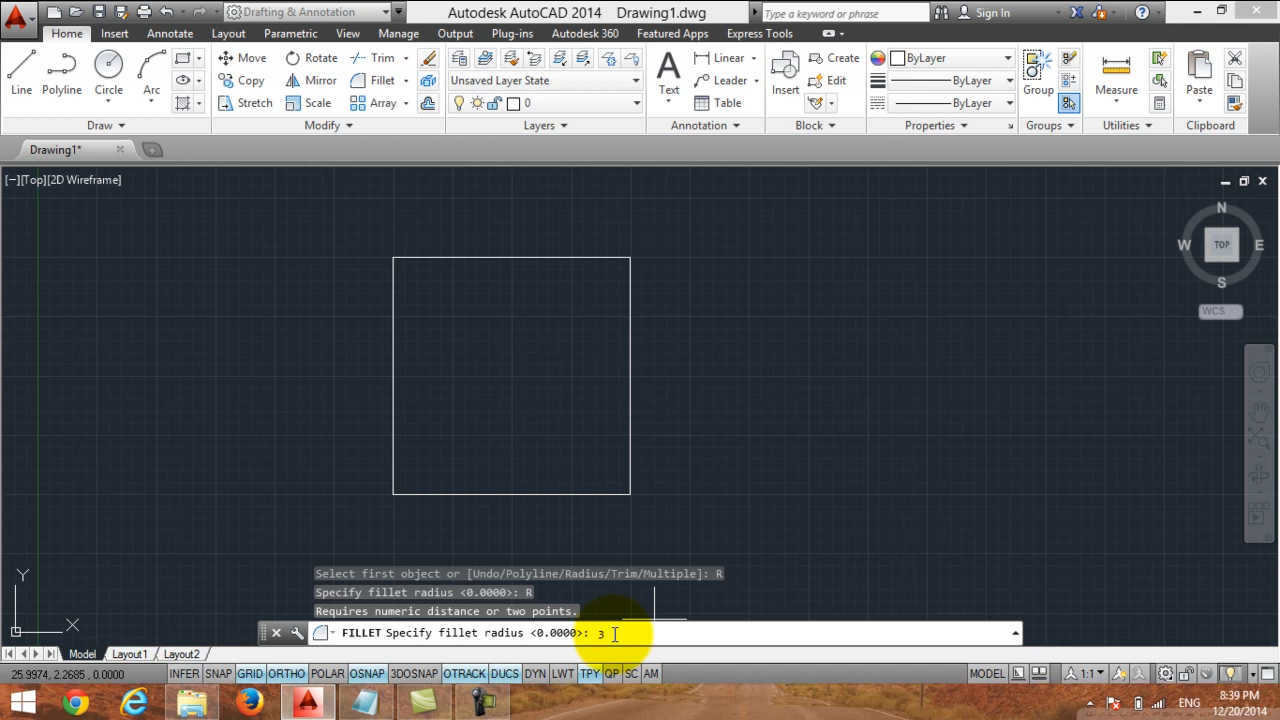 Drafting & Annotation
Autodesk AutoCAD 2014 Drawing1.dwg
Type a keyword or phrase
Sign In
Home Insert Annotate Layout Parametric View Manage Output Plug-ins Autodesk 360 Featured Apps Express Tools
Move Rotate Trim
Copy Mirror Fillet
Stretch Scale Array
Line Polyline Circle Arc
Unsaved Layer State
0
Text
Linear
Leader
Table
Insert
Create
Edit
ByLayer
ByLayer
ByLayer
Group
Measure
Paste
Draw Modify Layers Annotation Block Properties Groups Utilities Clipboard
Drawing1*
[−][Top][2D Wireframe]
N
W TOP E
S
WCS
Select first object or [Undo/Polyline/Radius/Trim/Multiple]: R
Specify fillet radius <0.0000>: R
Requires numeric distance or two points.
FILLET Specify fillet radius <0.0000>: 3
Y
X
Model Layout1 Layout2
25.9974, 2.2685, 0.0000 INFER SNAP GRID ORTHO POLAR OSNAP 3DOSNAP OTRACK DUCS DYN LWT TPY QP SC AM MODEL 1:1
ENG
8:39 PM
12/20/2014